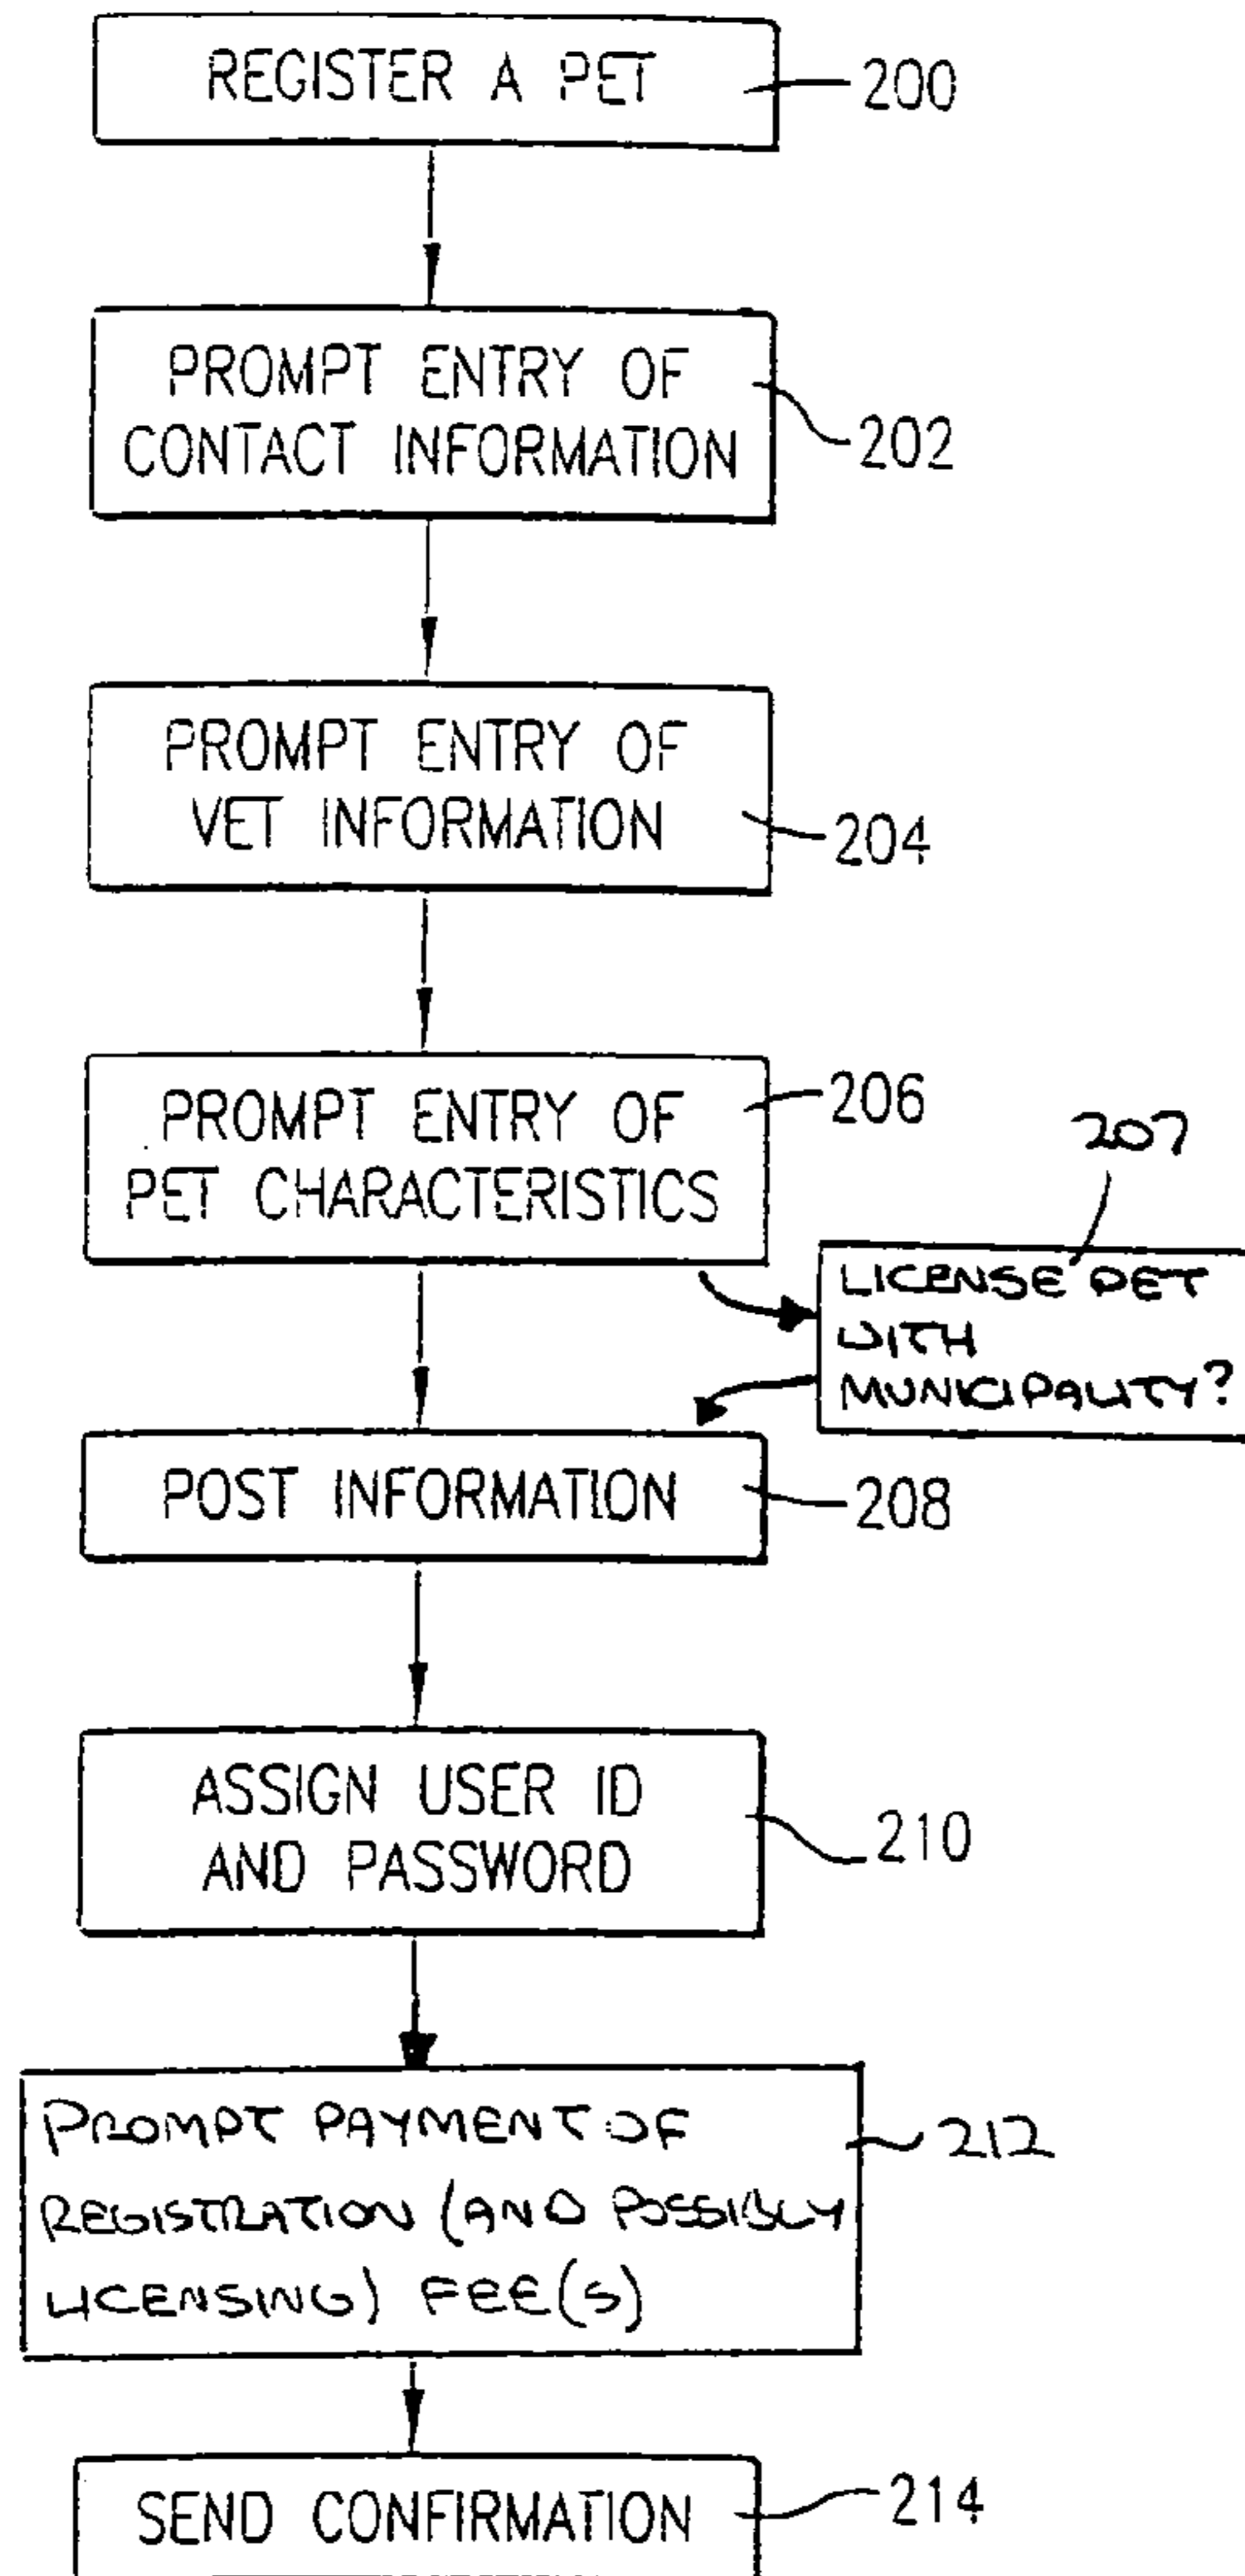 REGISTER A PET
200
PROMPT ENTRY OF
CONTACT INFORMATION
202
PROMPT ENTRY OF
VET INFORMATION
204
PROMPT ENTRY OF
PET CHARACTERISTICS
206
207
LICENSE PET
WITH
MUNICIPALITY?
POST INFORMATION
208
ASSIGN USER ID
AND PASSWORD
210
PROMPT PAYMENT OF
REGISTRATION (AND POSSIBLY
LICENSING) FEE(S)
212
SEND CONFIRMATION
214